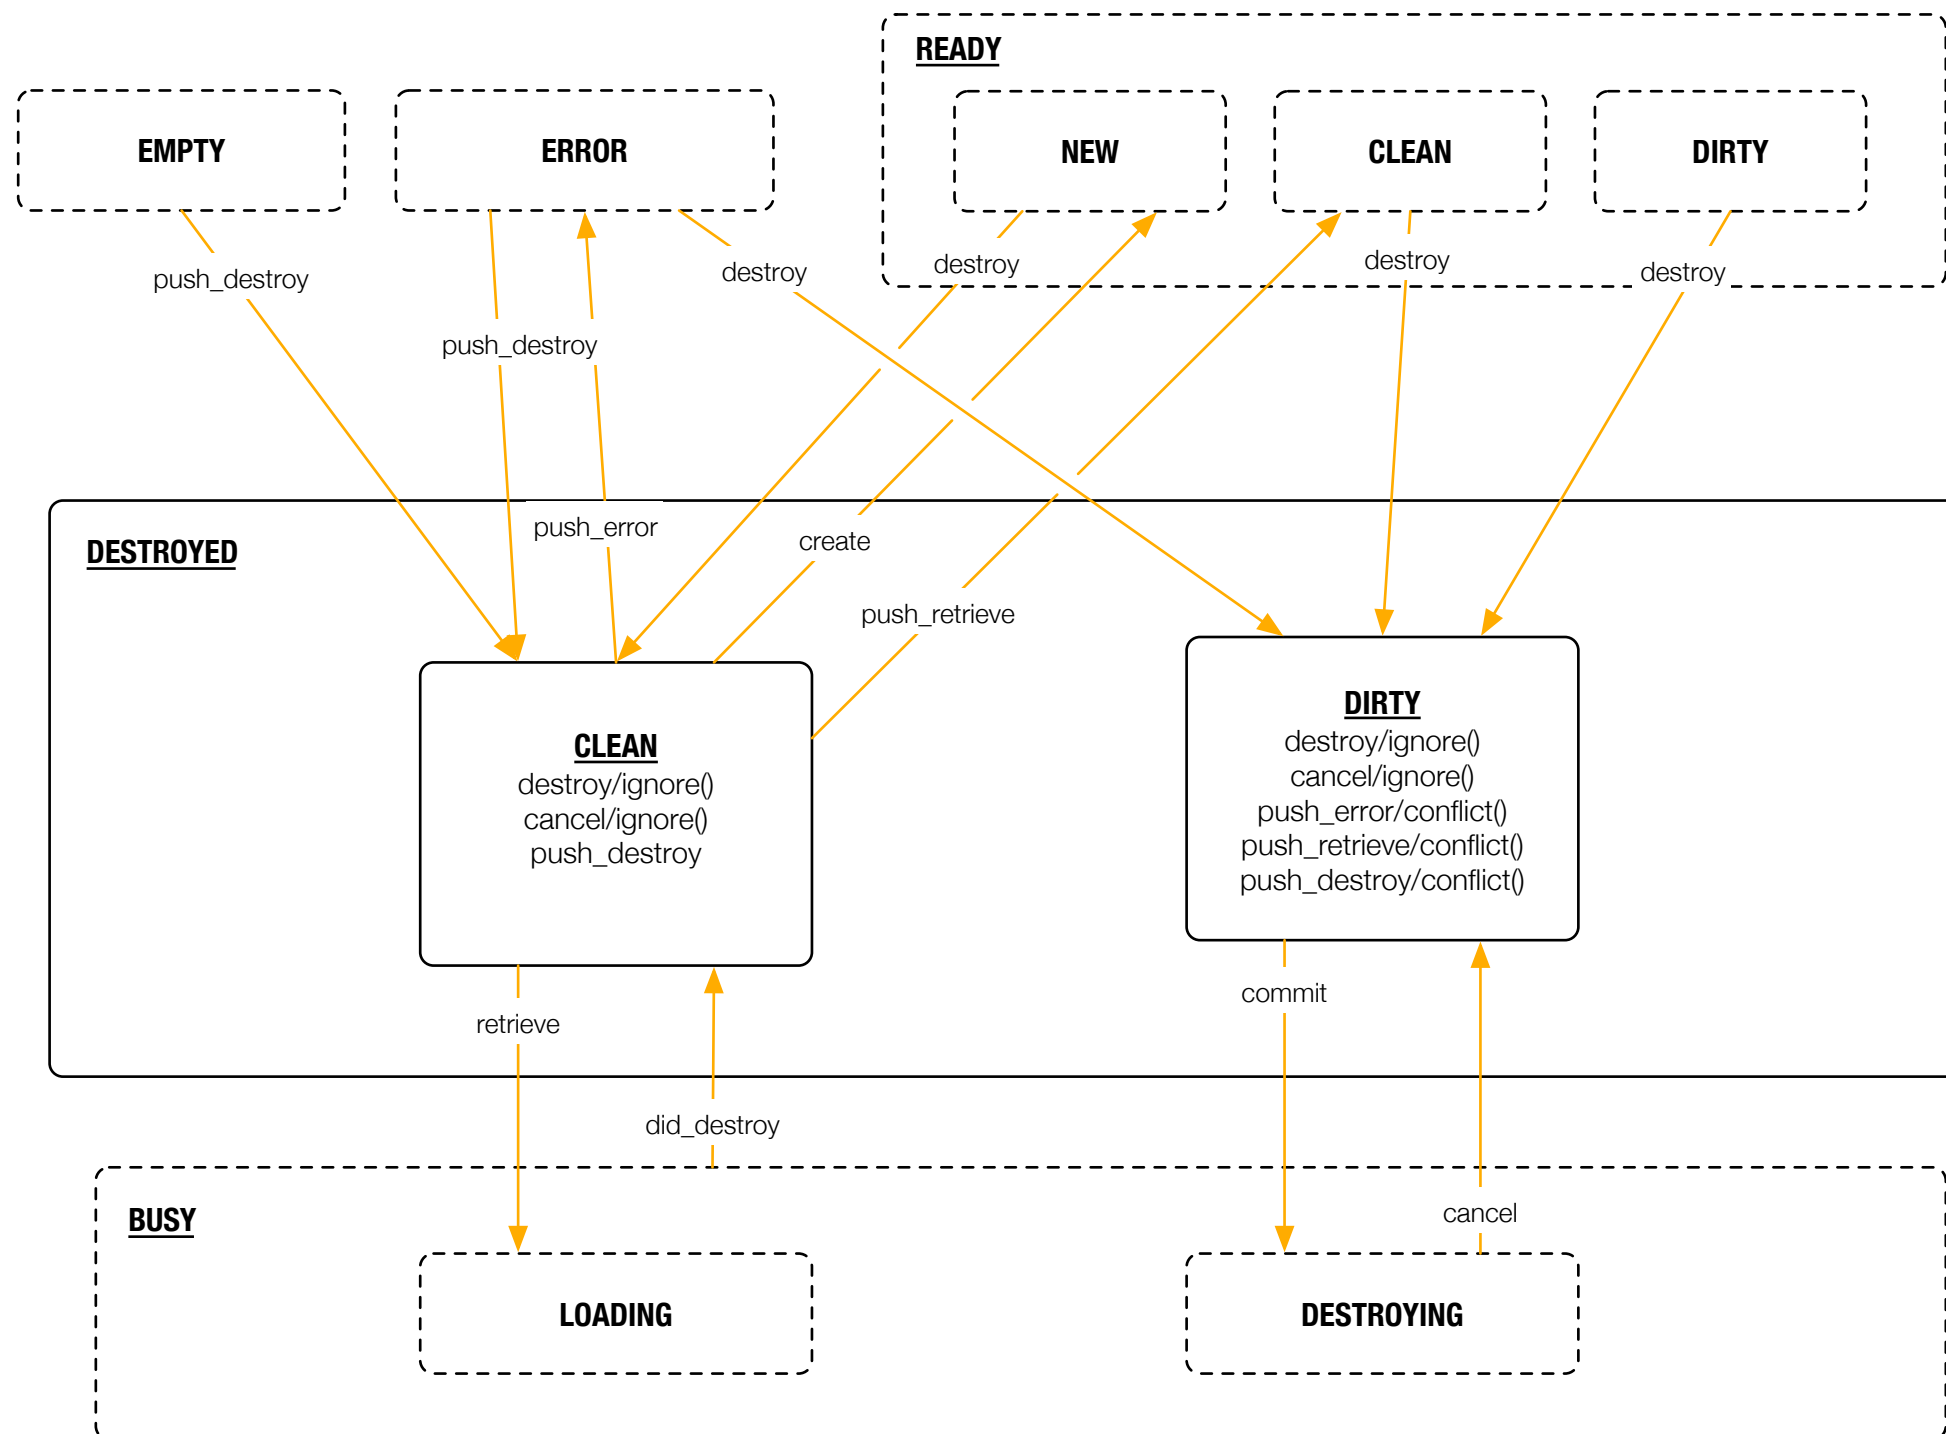 READY
EMPTY
ERROR
NEW
CLEAN
DIRTY
push_destroy
destroy
destroy
destroy
destroy
push_destroy
push_error
create
DESTROYED
push_retrieve
CLEAN
destroy/ignore()
cancel/ignore()
push_destroy
DIRTY
destroy/ignore()
cancel/ignore()
push_error/conflict()
push_retrieve/conflict()
push_destroy/conflict()
retrieve
commit
did_destroy
BUSY
cancel
LOADING
DESTROYING